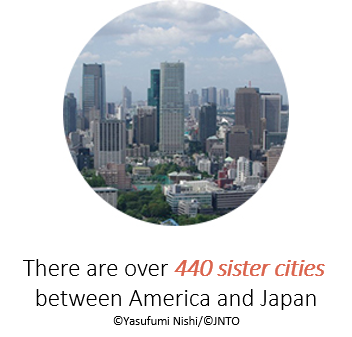 There are over 440 sister cities
between America and Japan
©Yasufumi Nishi/©JNTO